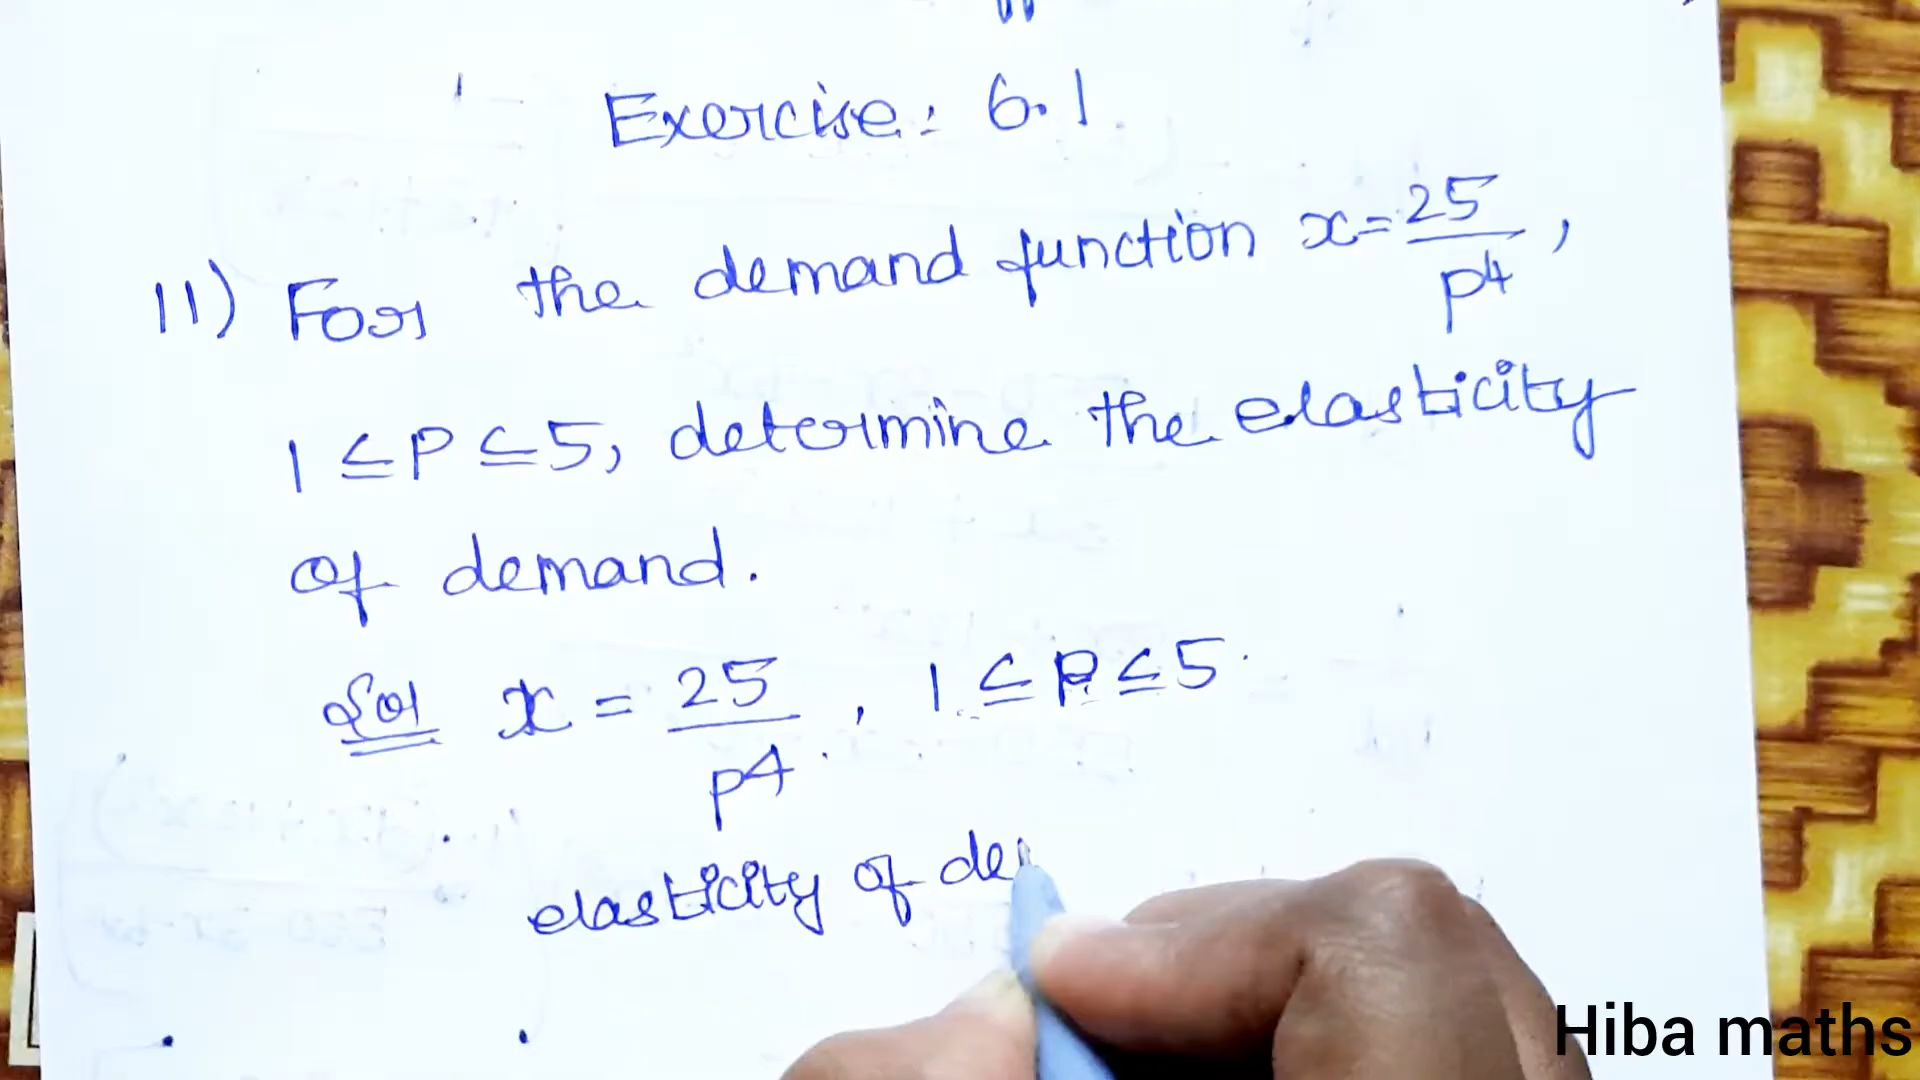 Exercise: 6.1
11) For the demand function x = 25/p⁴,
1 ≤ P ≤ 5, determine the elasticity
of demand.
Sol x = 25/p⁴, 1 ≤ P ≤ 5.
elasticity of de
Hiba maths